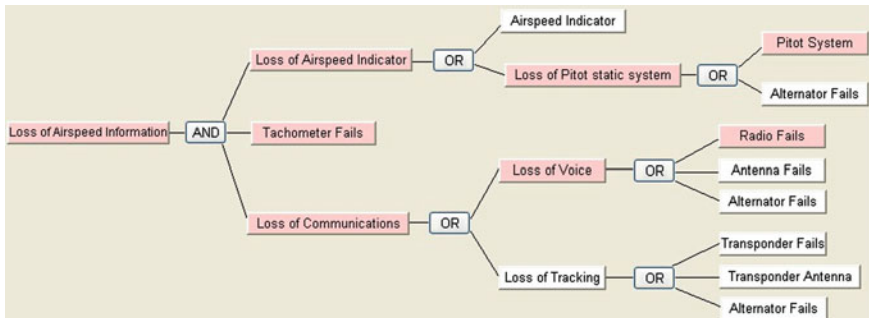 Airspeed Indicator
Loss of Airspeed Indicator
OR
Pitot System
Loss of Pitot static system
OR
Alternator Fails
Loss of Airspeed Information
AND
Tachometer Fails
Radio Fails
Loss of Voice
OR
Antenna Fails
Alternator Fails
Loss of Communications
OR
Transponder Fails
Loss of Tracking
OR
Transponder Antenna
Alternator Fails